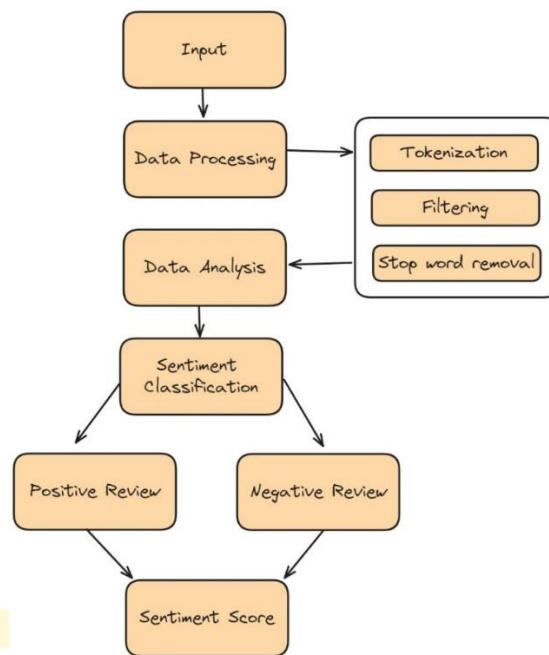 Input
Data Processing
Tokenization
Filtering
Stop word removal
Data Analysis
Sentiment
Classification
Positive Review
Negative Review
Sentiment Score